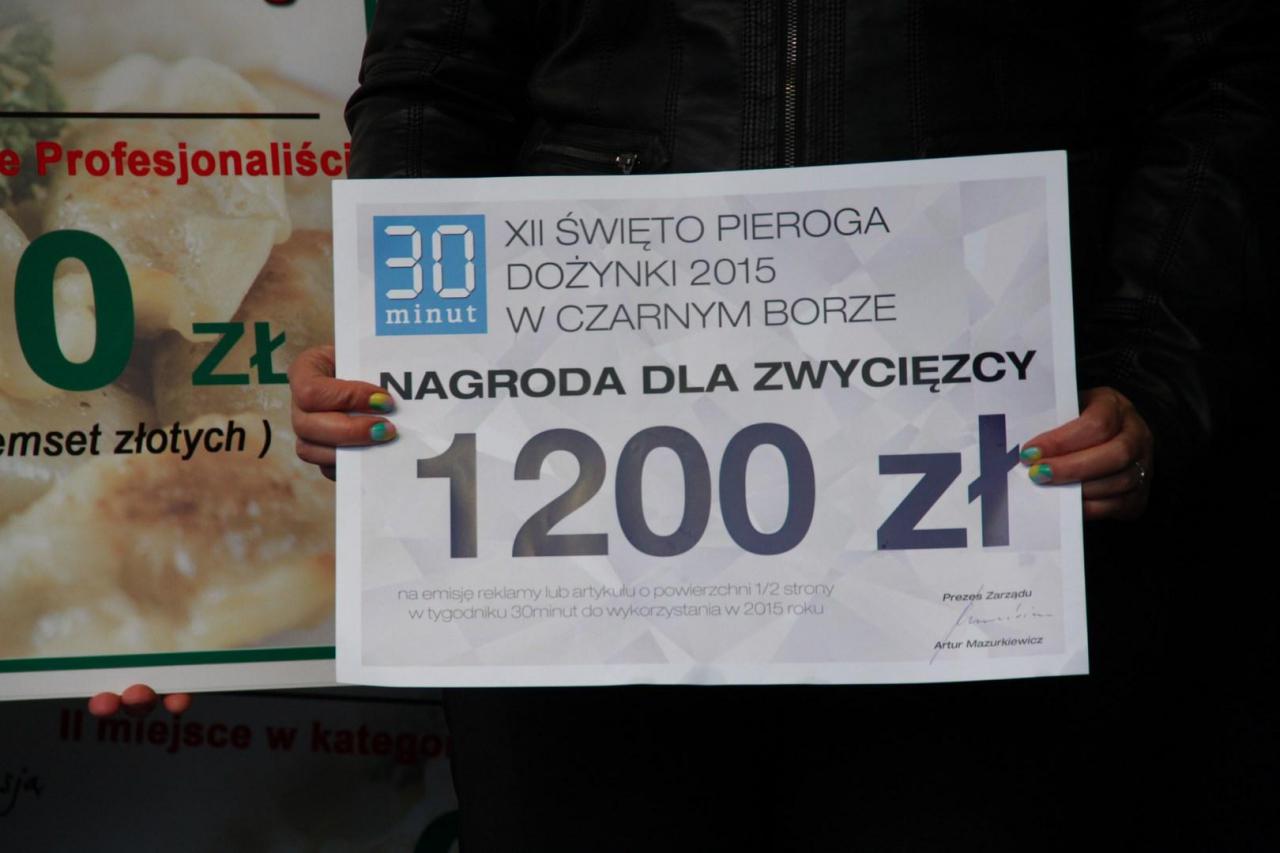 e Profesjonaliści
0 ZŁ
emset złotych )
30
minut
XII ŚWIĘTO PIEROGA
DOŻYNKI 2015
W CZARNYM BORZE
NAGRODA DLA ZWYCIĘZCY
1200 zł
na emisję reklamy lub artykułu o powierzchni 1/2 strony
w tygodniku 30minut do wykorzystania w 2015 roku
Prezes Zarządu
Artur Mazurkiewicz
II miejsce w kategor
sją